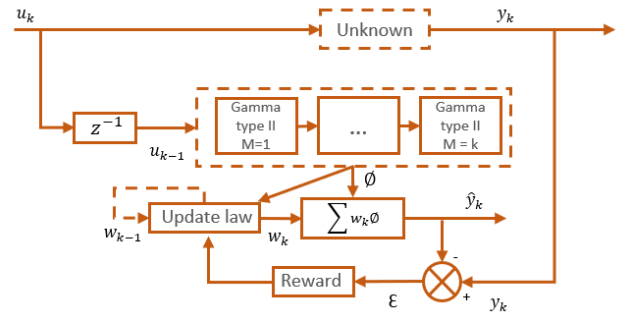 u_k
y_k
Unknown
Gamma
type II
M=1
...
Gamma
type II
M = k
z^{-1}
u_{k-1}
Ø
ŷ_k
Update law
∑ w_kØ
w_{k-1}
w_k
-
Reward
+
ε
y_k